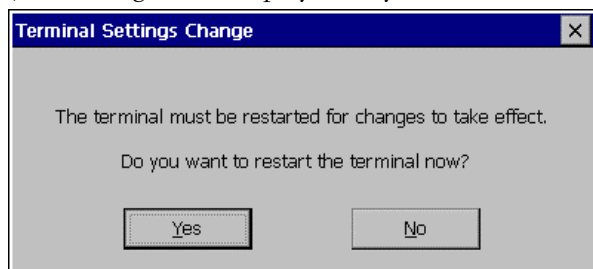 Terminal Settings Change
The terminal must be restarted for changes to take effect.
Do you want to restart the terminal now?
Yes
No